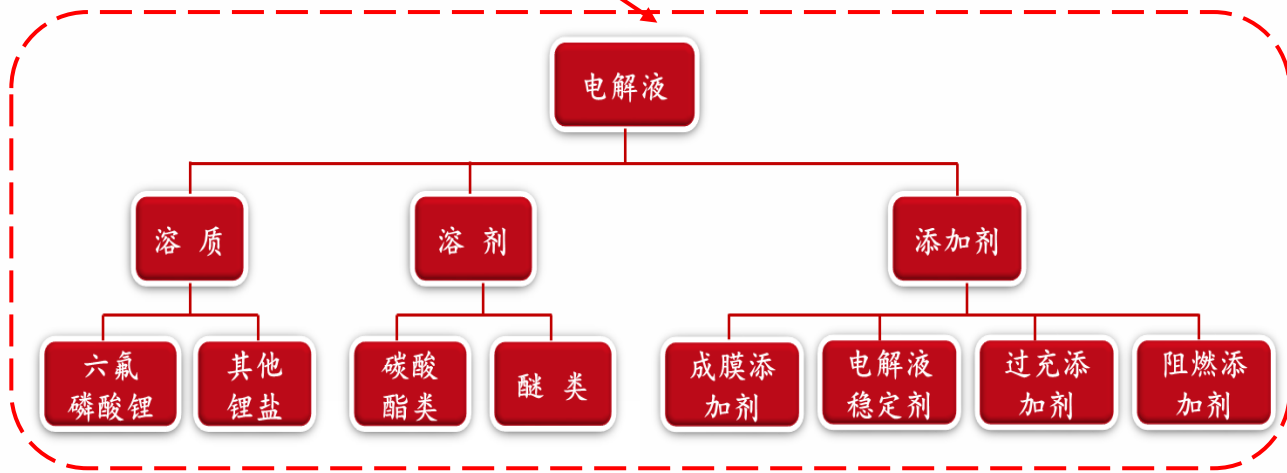 电解液
溶 质
溶 剂
添加剂
六氟
磷酸锂
其他
锂盐
碳酸
酯类
醚 类
成膜添
加剂
电解液
稳定剂
过充添
加剂
阻燃添
加剂